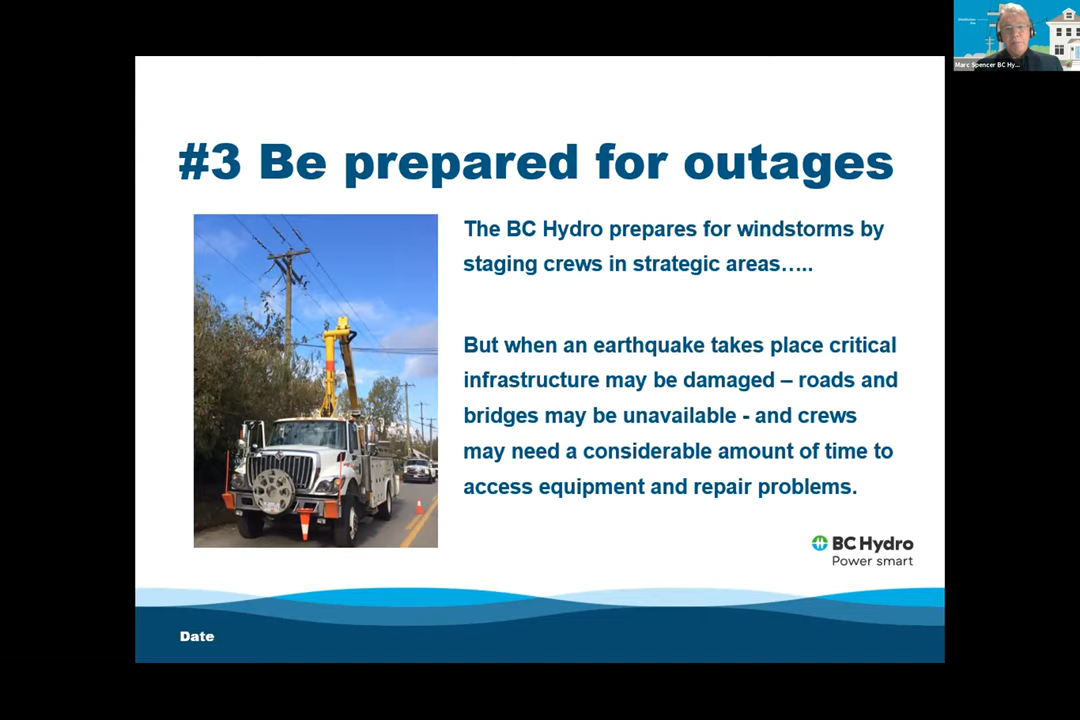 Distribution
line
Marc Spencer BC Hy...
#3 Be prepared for outages
The BC Hydro prepares for windstorms by
staging crews in strategic areas…..
But when an earthquake takes place critical
infrastructure may be damaged – roads and
bridges may be unavailable - and crews
may need a considerable amount of time to
access equipment and repair problems.
BC Hydro
Power smart
Date